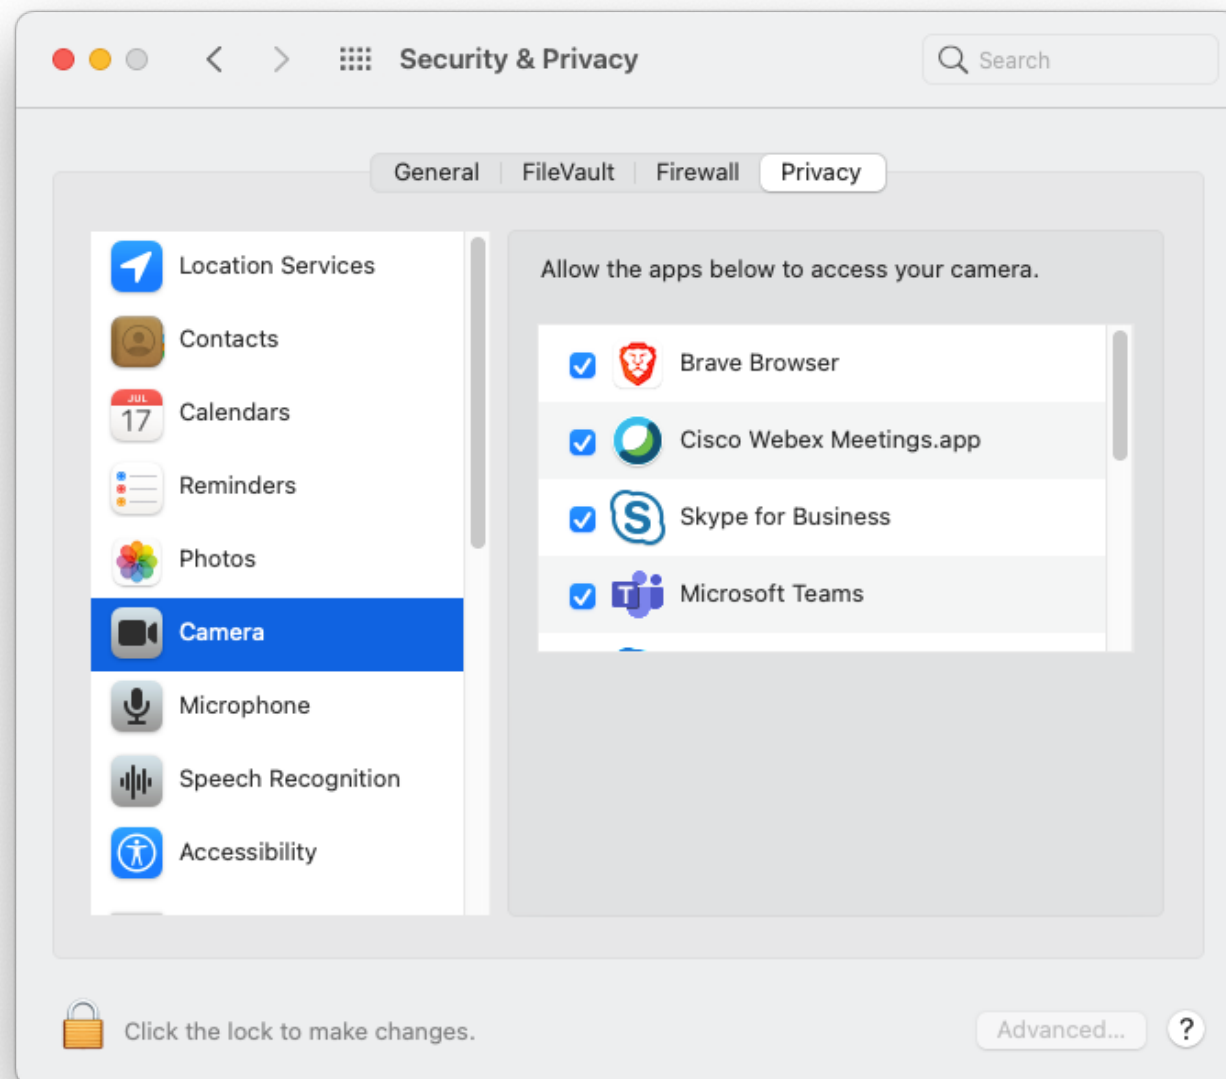 Security & Privacy
Search
General
FileVault
Firewall
Privacy
Location Services
Contacts
JUL
17
Calendars
Reminders
Photos
Camera
Microphone
Speech Recognition
Accessibility
Allow the apps below to access your camera.
Brave Browser
Cisco Webex Meetings.app
S
Skype for Business
T
Microsoft Teams
Click the lock to make changes.
Advanced...
?